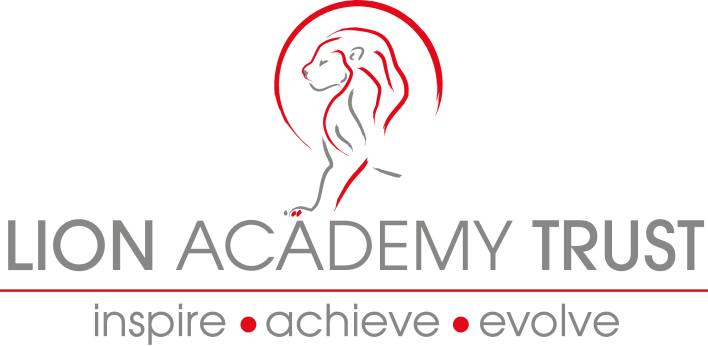 LION ACADEMY TRUST
inspire • achieve • evolve